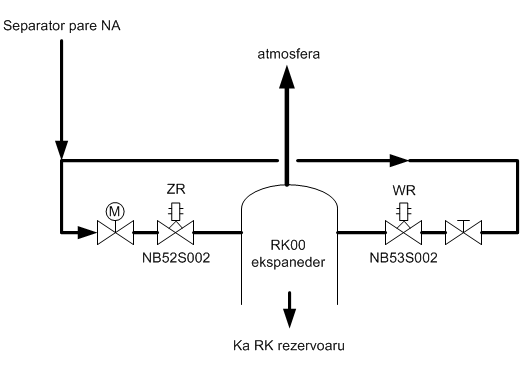 Separator pare NA
atmosfera
ZR
WR
M
NB52S002
RK00
ekspaneder
NB53S002
Ka RK rezervoaru